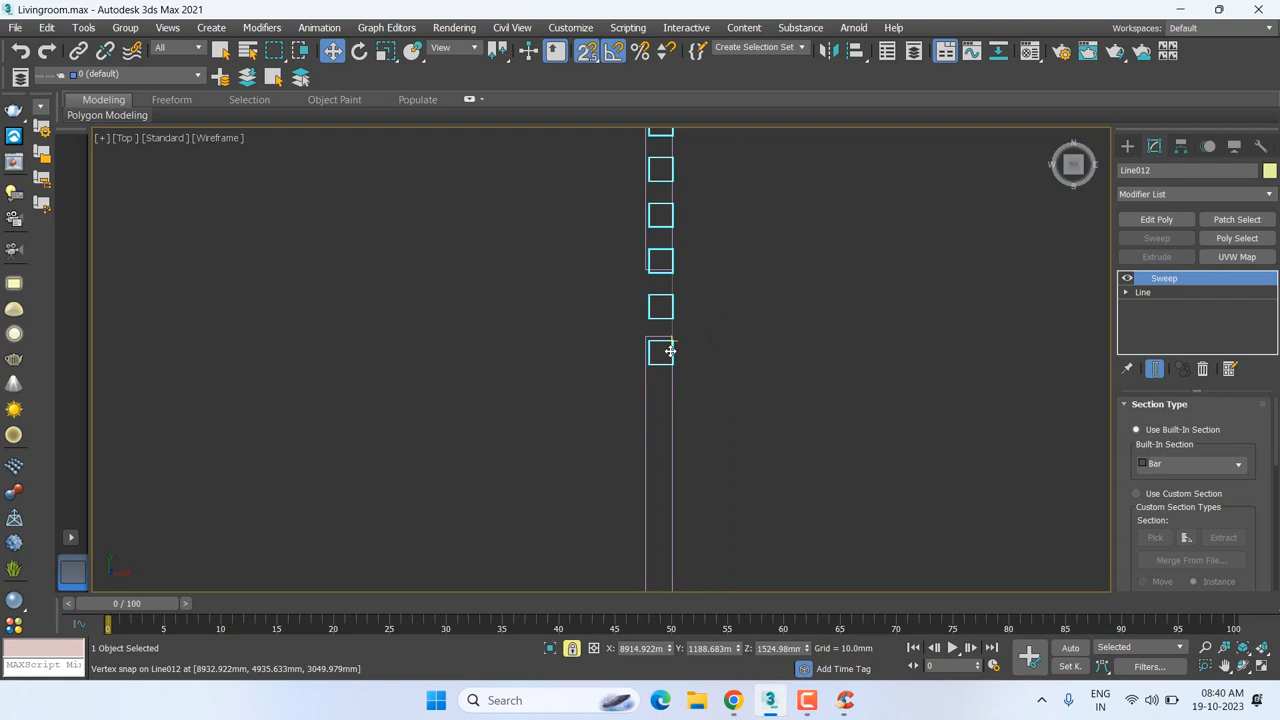 Livingroom.max - Autodesk 3ds Max 2021
File Edit Tools Group Views Create Modifiers Animation Graph Editors Rendering Civil View Customize Scripting Interactive Content Substance Arnold Help Workspaces: Default
All View Create Selection Set
0 (default)
Modeling Freeform Selection Object Paint Populate
Polygon Modeling
[+] [Top ] [Standard ] [Wireframe ]
N
W E
S
Line012
Modifier List
Edit Poly Patch Select
Sweep Poly Select
Extrude UVW Map
Sweep
Line
Section Type
Use Built-In Section
Built-In Section
Bar
Use Custom Section
Custom Section Types
Section:
Pick Extract
Merge From File...
Move Instance
y
0 / 100
0 5 10 15 20 25 30 35 40 45 50 55 60 65 70 75 80 85 90 95 100
1 Object Selected
X: 8914.922m Y: 1188.683m Z: 1524.98mm Grid = 10.0mm
Auto Selected
MAXScript Mi
Vertex snap on Line012 at [8932.922mm, 4935.633mm, 3049.979mm]
Add Time Tag
0
Set K. Filters...
Search
3
ENG
IN
08:40 AM
19-10-2023